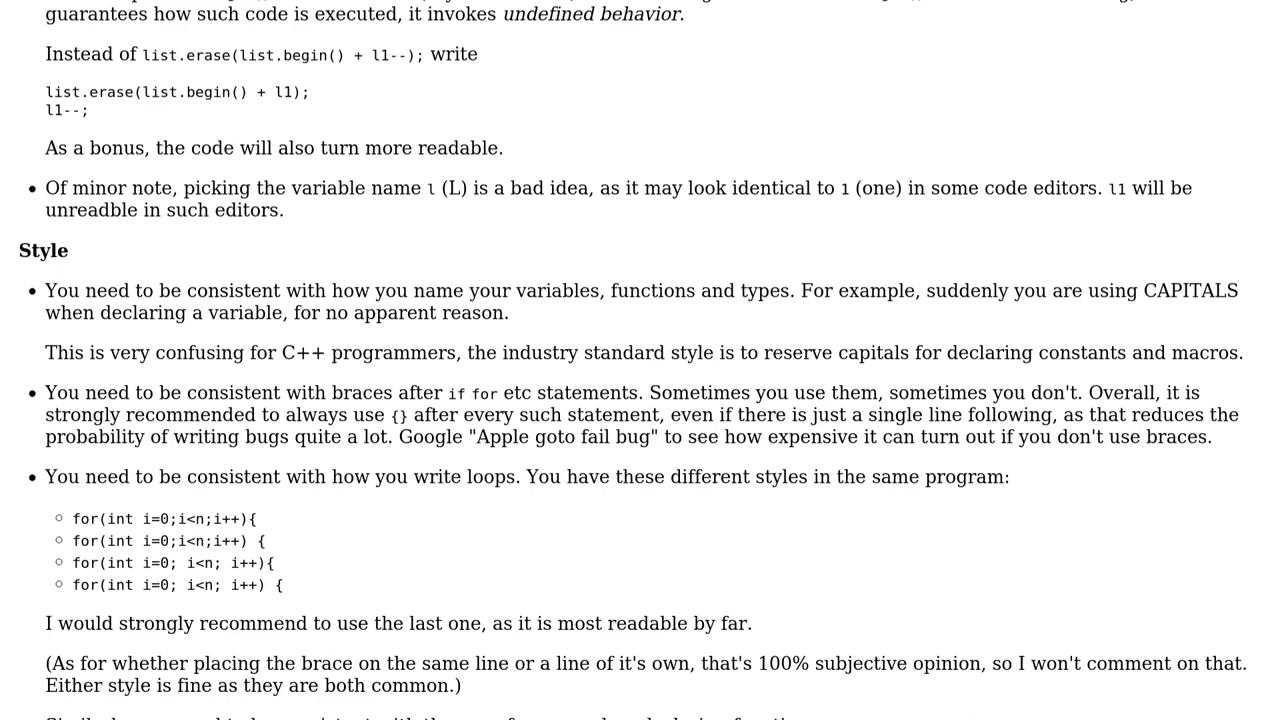 guarantees how such code is executed, it invokes undefined behavior.
Instead of list.erase(list.begin() + l1--); write
list.erase(list.begin() + l1);
l1--;
As a bonus, the code will also turn more readable.
• Of minor note, picking the variable name l (L) is a bad idea, as it may look identical to 1 (one) in some code editors. l1 will be
unreadble in such editors.
Style
• You need to be consistent with how you name your variables, functions and types. For example, suddenly you are using CAPITALS
when declaring a variable, for no apparent reason.
This is very confusing for C++ programmers, the industry standard style is to reserve capitals for declaring constants and macros.
• You need to be consistent with braces after if for etc statements. Sometimes you use them, sometimes you don't. Overall, it is
strongly recommended to always use {} after every such statement, even if there is just a single line following, as that reduces the
probability of writing bugs quite a lot. Google "Apple goto fail bug" to see how expensive it can turn out if you don't use braces.
• You need to be consistent with how you write loops. You have these different styles in the same program:
◦ for(int i=0;i<n;i++){
◦ for(int i=0;i<n;i++) {
◦ for(int i=0; i<n; i++){
◦ for(int i=0; i<n; i++) {
I would strongly recommend to use the last one, as it is most readable by far.
(As for whether placing the brace on the same line or a line of it's own, that's 100% subjective opinion, so I won't comment on that.
Either style is fine as they are both common.)